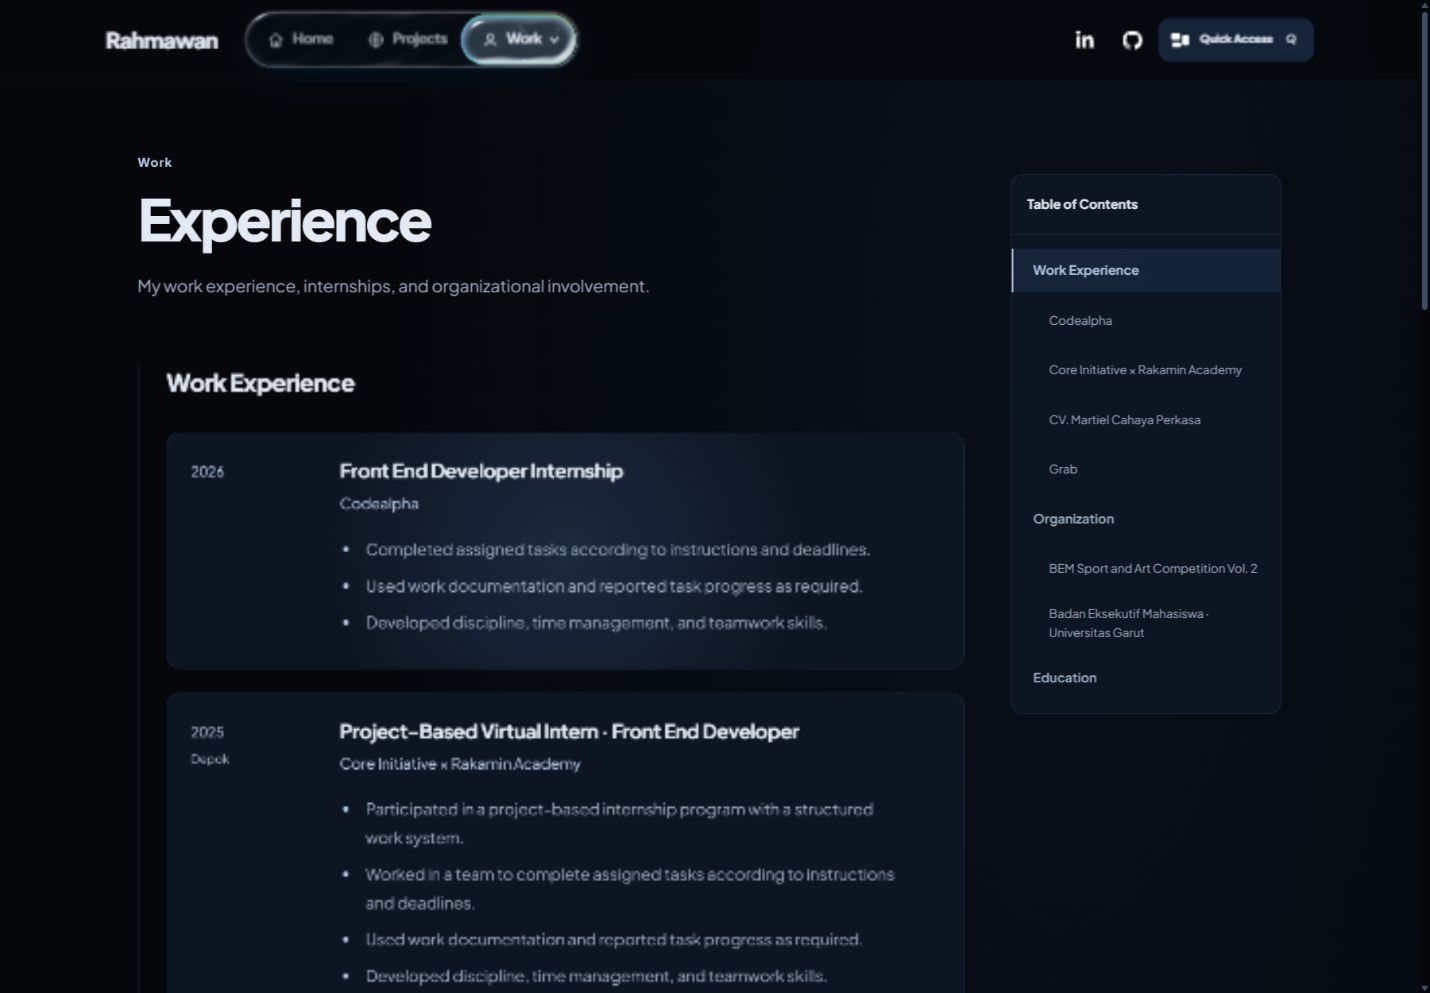 Rahmawan
Home
Projects
Work
Quick Access
Work
Experience
My work experience, internships, and organizational involvement.
Work Experience
2026
Front End Developer Internship
Codealpha
• Completed assigned tasks according to instructions and deadlines.
• Used work documentation and reported task progress as required.
• Developed discipline, time management, and teamwork skills.
2025
Depok
Project-Based Virtual Intern · Front End Developer
Core Initiative × Rakamin Academy
• Participated in a project-based internship program with a structured
work system.
• Worked in a team to complete assigned tasks according to instructions
and deadlines.
• Used work documentation and reported task progress as required.
• Developed discipline, time management, and teamwork skills.
Table of Contents
Work Experience
Codealpha
Core Initiative × Rakamin Academy
CV. Martiel Cahaya Perkasa
Grab
Organization
BEM Sport and Art Competition Vol. 2
Badan Eksekutif Mahasiswa ·
Universitas Garut
Education